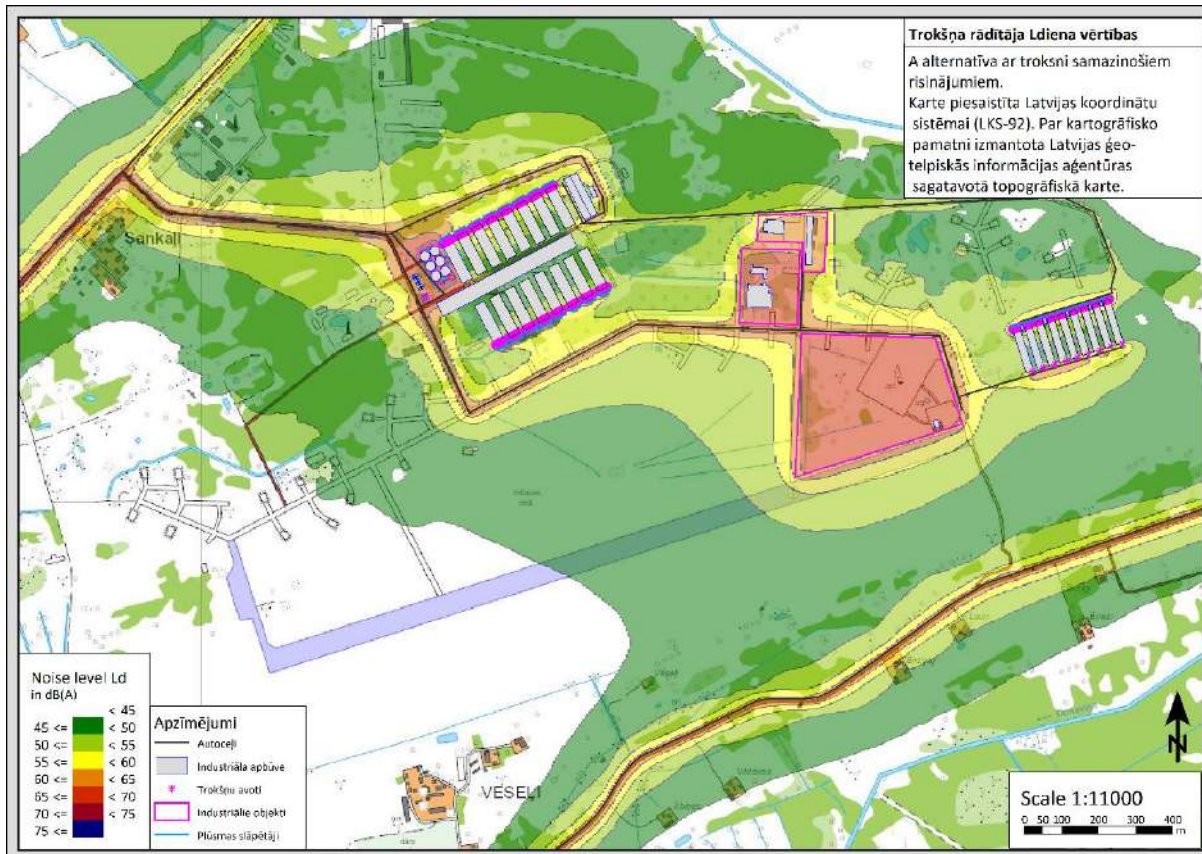 Trokšņa rādītāja Ldiena vērtības
A alternatīva ar troksni samazinošiem
risinājumiem.
Karte piesaistīta Latvijas koordinātu
sistēmai (LKS-92). Par kartogrāfisko
pamatni izmantota Latvijas ģeo-
telpiskās informācijas aģentūras
sagatavotā topogrāfiskā karte.
Sankaļi
VESEĻI
Noise level Ld
in dB(A)
< 45
45 <= < 50
50 <= < 55
55 <= < 60
60 <= < 65
65 <= < 70
70 <= < 75
75 <=
Apzīmējumi
Autoceļi
Industriāla apbūve
Trokšņu avoti
Industriālie objekti
Plūsmas slāpētāji
N
Scale 1:11000
0 50 100 200 300 400
m